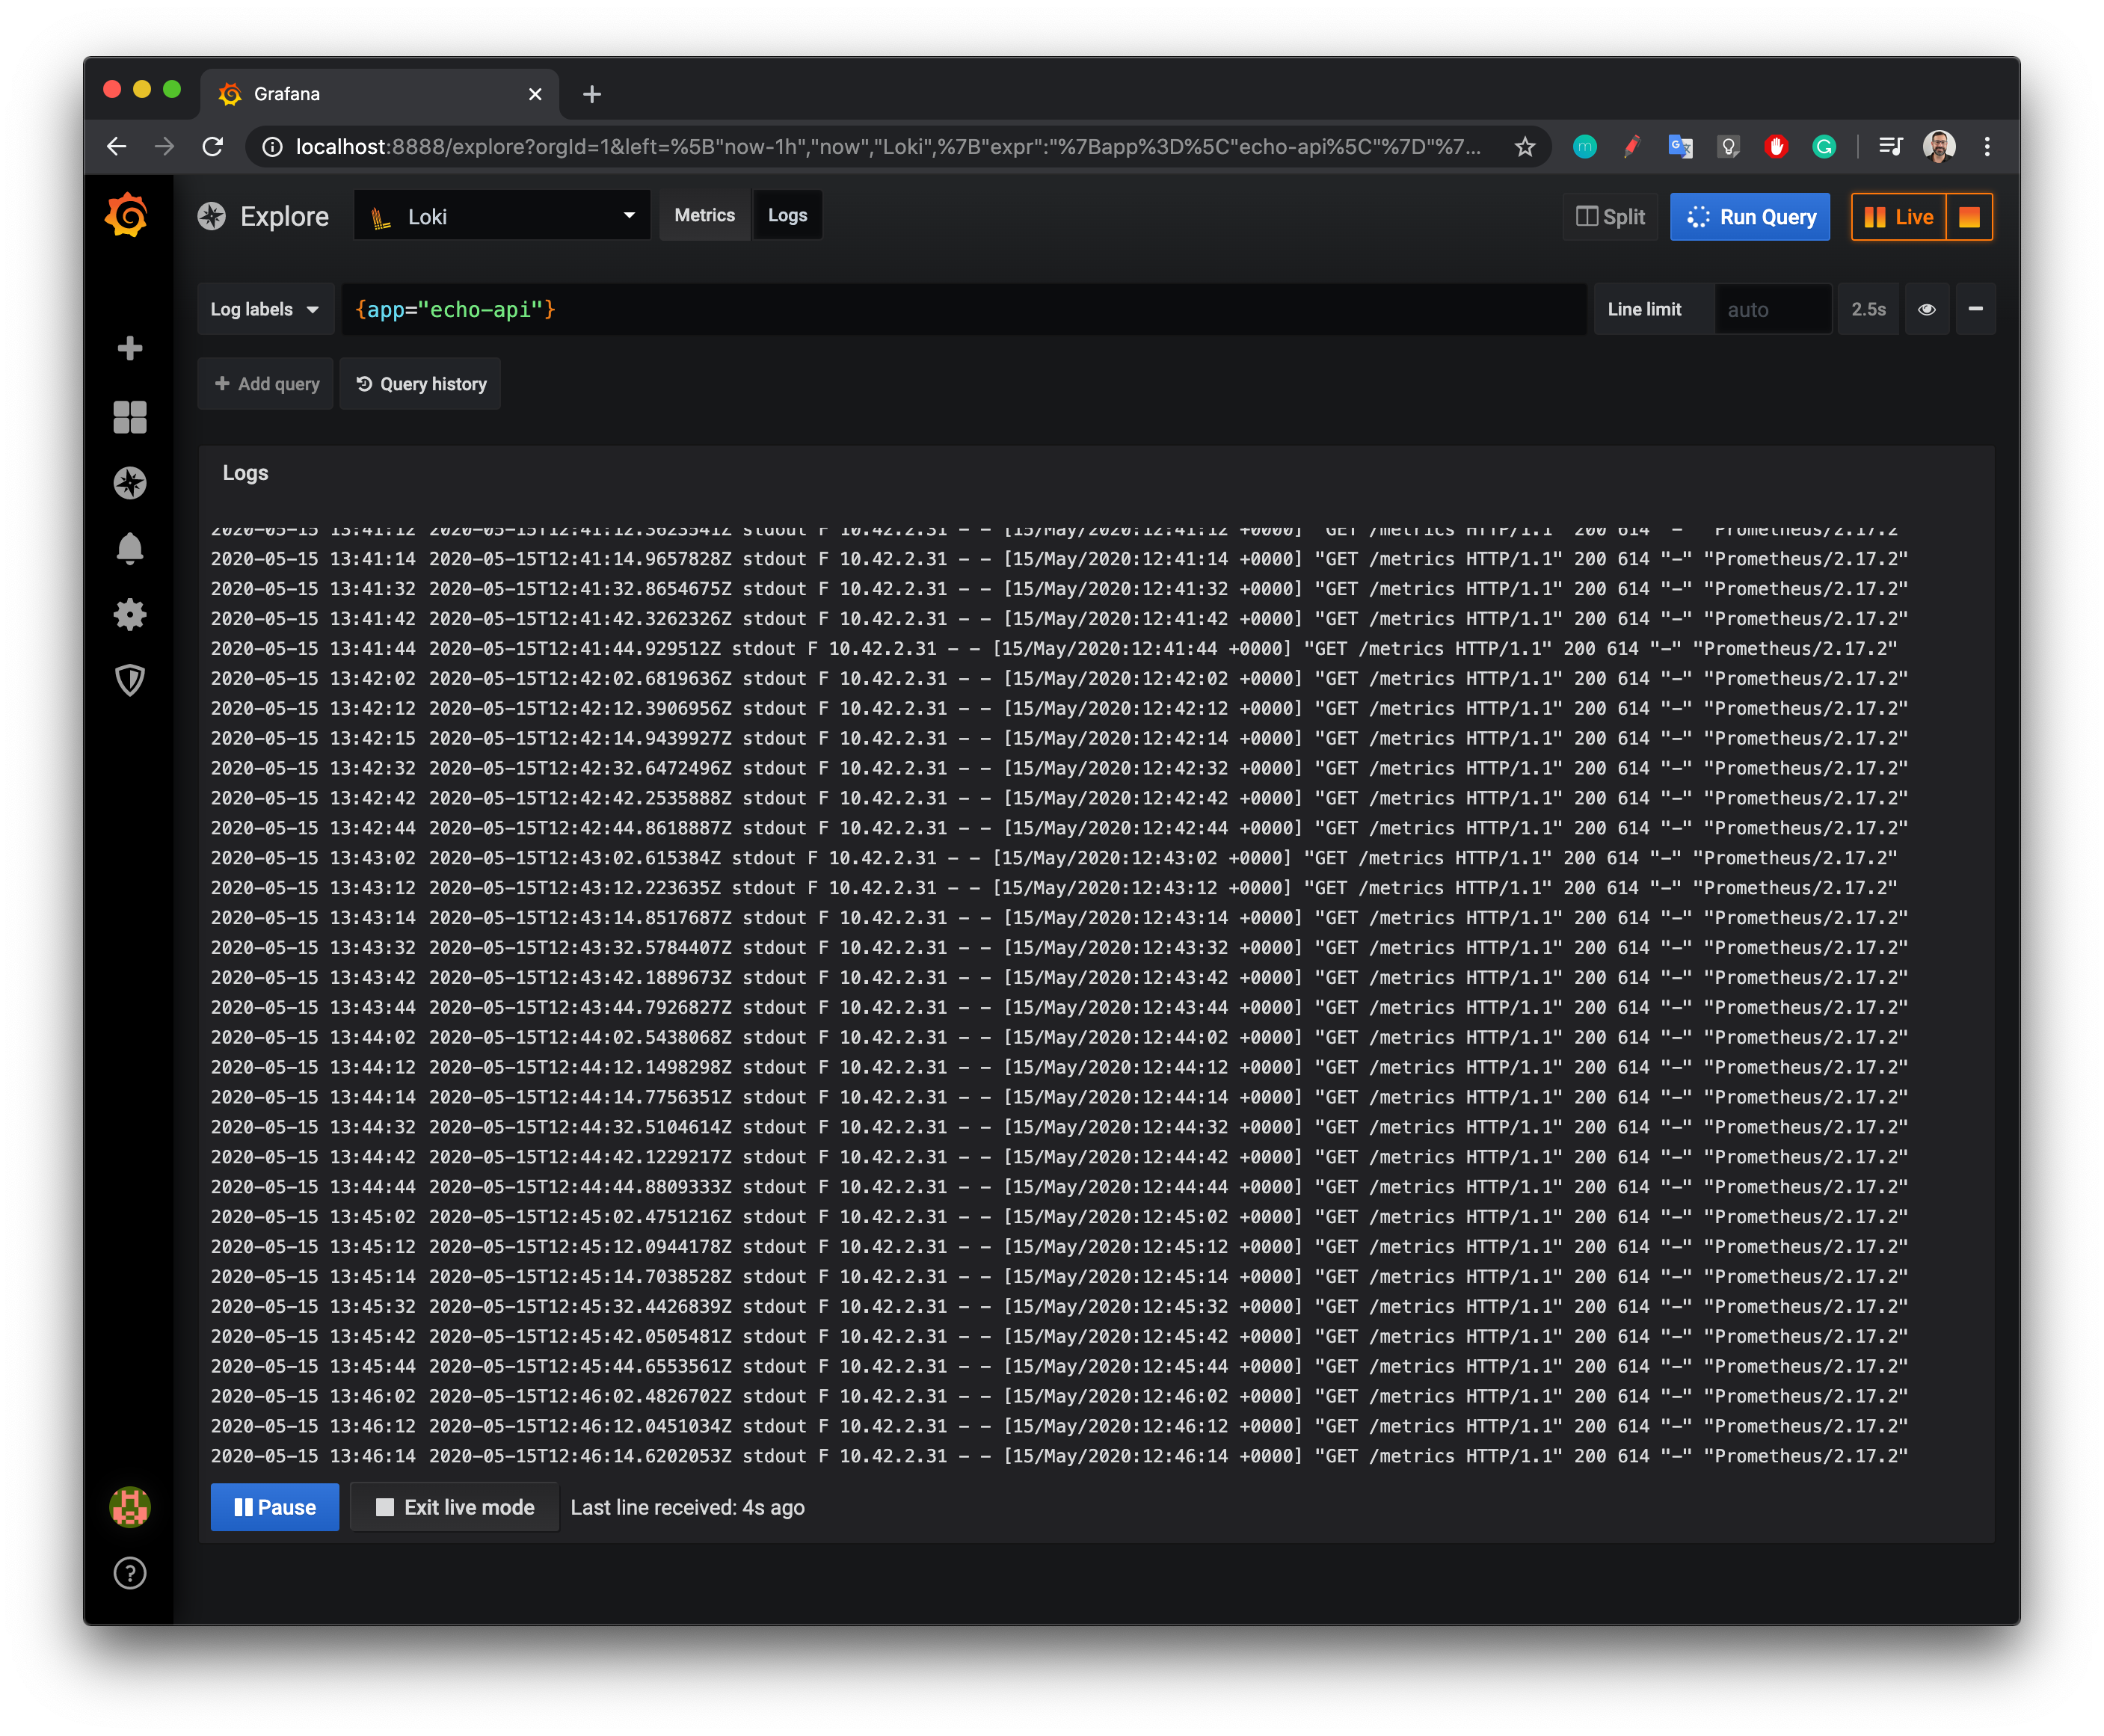 Grafana
localhost:8888/explore?orgId=1&left=%5B"now-1h","now","Loki",%7B"expr":"%7Bapp%3D%5C"echo-api%5C"%7D"%7...
Explore Loki Metrics Logs Split Run Query Live
Log labels {app="echo-api"} Line limit auto 2.5s
Add query Query history
Logs
2020-05-15 13:41:12 2020-05-15T12:41:12.3623541Z stdout F 10.42.2.31 - - [15/May/2020:12:41:12 +0000] "GET /metrics HTTP/1.1" 200 614 "-" "Prometheus/2.17.2"
2020-05-15 13:41:14 2020-05-15T12:41:14.9657828Z stdout F 10.42.2.31 - - [15/May/2020:12:41:14 +0000] "GET /metrics HTTP/1.1" 200 614 "-" "Prometheus/2.17.2"
2020-05-15 13:41:32 2020-05-15T12:41:32.8654675Z stdout F 10.42.2.31 - - [15/May/2020:12:41:32 +0000] "GET /metrics HTTP/1.1" 200 614 "-" "Prometheus/2.17.2"
2020-05-15 13:41:42 2020-05-15T12:41:42.3262326Z stdout F 10.42.2.31 - - [15/May/2020:12:41:42 +0000] "GET /metrics HTTP/1.1" 200 614 "-" "Prometheus/2.17.2"
2020-05-15 13:41:44 2020-05-15T12:41:44.929512Z stdout F 10.42.2.31 - - [15/May/2020:12:41:44 +0000] "GET /metrics HTTP/1.1" 200 614 "-" "Prometheus/2.17.2"
2020-05-15 13:42:02 2020-05-15T12:42:02.6819636Z stdout F 10.42.2.31 - - [15/May/2020:12:42:02 +0000] "GET /metrics HTTP/1.1" 200 614 "-" "Prometheus/2.17.2"
2020-05-15 13:42:12 2020-05-15T12:42:12.3906956Z stdout F 10.42.2.31 - - [15/May/2020:12:42:12 +0000] "GET /metrics HTTP/1.1" 200 614 "-" "Prometheus/2.17.2"
2020-05-15 13:42:15 2020-05-15T12:42:14.9439927Z stdout F 10.42.2.31 - - [15/May/2020:12:42:14 +0000] "GET /metrics HTTP/1.1" 200 614 "-" "Prometheus/2.17.2"
2020-05-15 13:42:32 2020-05-15T12:42:32.6472496Z stdout F 10.42.2.31 - - [15/May/2020:12:42:32 +0000] "GET /metrics HTTP/1.1" 200 614 "-" "Prometheus/2.17.2"
2020-05-15 13:42:42 2020-05-15T12:42:42.2535888Z stdout F 10.42.2.31 - - [15/May/2020:12:42:42 +0000] "GET /metrics HTTP/1.1" 200 614 "-" "Prometheus/2.17.2"
2020-05-15 13:42:44 2020-05-15T12:42:44.8618887Z stdout F 10.42.2.31 - - [15/May/2020:12:42:44 +0000] "GET /metrics HTTP/1.1" 200 614 "-" "Prometheus/2.17.2"
2020-05-15 13:43:02 2020-05-15T12:43:02.615384Z stdout F 10.42.2.31 - - [15/May/2020:12:43:02 +0000] "GET /metrics HTTP/1.1" 200 614 "-" "Prometheus/2.17.2"
2020-05-15 13:43:12 2020-05-15T12:43:12.223635Z stdout F 10.42.2.31 - - [15/May/2020:12:43:12 +0000] "GET /metrics HTTP/1.1" 200 614 "-" "Prometheus/2.17.2"
2020-05-15 13:43:14 2020-05-15T12:43:14.8517687Z stdout F 10.42.2.31 - - [15/May/2020:12:43:14 +0000] "GET /metrics HTTP/1.1" 200 614 "-" "Prometheus/2.17.2"
2020-05-15 13:43:32 2020-05-15T12:43:32.5784407Z stdout F 10.42.2.31 - - [15/May/2020:12:43:32 +0000] "GET /metrics HTTP/1.1" 200 614 "-" "Prometheus/2.17.2"
2020-05-15 13:43:42 2020-05-15T12:43:42.1889673Z stdout F 10.42.2.31 - - [15/May/2020:12:43:42 +0000] "GET /metrics HTTP/1.1" 200 614 "-" "Prometheus/2.17.2"
2020-05-15 13:43:44 2020-05-15T12:43:44.7926827Z stdout F 10.42.2.31 - - [15/May/2020:12:43:44 +0000] "GET /metrics HTTP/1.1" 200 614 "-" "Prometheus/2.17.2"
2020-05-15 13:44:02 2020-05-15T12:44:02.5438068Z stdout F 10.42.2.31 - - [15/May/2020:12:44:02 +0000] "GET /metrics HTTP/1.1" 200 614 "-" "Prometheus/2.17.2"
2020-05-15 13:44:12 2020-05-15T12:44:12.1498298Z stdout F 10.42.2.31 - - [15/May/2020:12:44:12 +0000] "GET /metrics HTTP/1.1" 200 614 "-" "Prometheus/2.17.2"
2020-05-15 13:44:14 2020-05-15T12:44:14.7756351Z stdout F 10.42.2.31 - - [15/May/2020:12:44:14 +0000] "GET /metrics HTTP/1.1" 200 614 "-" "Prometheus/2.17.2"
2020-05-15 13:44:32 2020-05-15T12:44:32.5104614Z stdout F 10.42.2.31 - - [15/May/2020:12:44:32 +0000] "GET /metrics HTTP/1.1" 200 614 "-" "Prometheus/2.17.2"
2020-05-15 13:44:42 2020-05-15T12:44:42.1229217Z stdout F 10.42.2.31 - - [15/May/2020:12:44:42 +0000] "GET /metrics HTTP/1.1" 200 614 "-" "Prometheus/2.17.2"
2020-05-15 13:44:44 2020-05-15T12:44:44.8809333Z stdout F 10.42.2.31 - - [15/May/2020:12:44:44 +0000] "GET /metrics HTTP/1.1" 200 614 "-" "Prometheus/2.17.2"
2020-05-15 13:45:02 2020-05-15T12:45:02.4751216Z stdout F 10.42.2.31 - - [15/May/2020:12:45:02 +0000] "GET /metrics HTTP/1.1" 200 614 "-" "Prometheus/2.17.2"
2020-05-15 13:45:12 2020-05-15T12:45:12.0944178Z stdout F 10.42.2.31 - - [15/May/2020:12:45:12 +0000] "GET /metrics HTTP/1.1" 200 614 "-" "Prometheus/2.17.2"
2020-05-15 13:45:14 2020-05-15T12:45:14.7038528Z stdout F 10.42.2.31 - - [15/May/2020:12:45:14 +0000] "GET /metrics HTTP/1.1" 200 614 "-" "Prometheus/2.17.2"
2020-05-15 13:45:32 2020-05-15T12:45:32.4426839Z stdout F 10.42.2.31 - - [15/May/2020:12:45:32 +0000] "GET /metrics HTTP/1.1" 200 614 "-" "Prometheus/2.17.2"
2020-05-15 13:45:42 2020-05-15T12:45:42.0505481Z stdout F 10.42.2.31 - - [15/May/2020:12:45:42 +0000] "GET /metrics HTTP/1.1" 200 614 "-" "Prometheus/2.17.2"
2020-05-15 13:45:44 2020-05-15T12:45:44.6553561Z stdout F 10.42.2.31 - - [15/May/2020:12:45:44 +0000] "GET /metrics HTTP/1.1" 200 614 "-" "Prometheus/2.17.2"
2020-05-15 13:46:02 2020-05-15T12:46:02.4826702Z stdout F 10.42.2.31 - - [15/May/2020:12:46:02 +0000] "GET /metrics HTTP/1.1" 200 614 "-" "Prometheus/2.17.2"
2020-05-15 13:46:12 2020-05-15T12:46:12.0451034Z stdout F 10.42.2.31 - - [15/May/2020:12:46:12 +0000] "GET /metrics HTTP/1.1" 200 614 "-" "Prometheus/2.17.2"
2020-05-15 13:46:14 2020-05-15T12:46:14.6202053Z stdout F 10.42.2.31 - - [15/May/2020:12:46:14 +0000] "GET /metrics HTTP/1.1" 200 614 "-" "Prometheus/2.17.2"
Pause Exit live mode Last line received: 4s ago